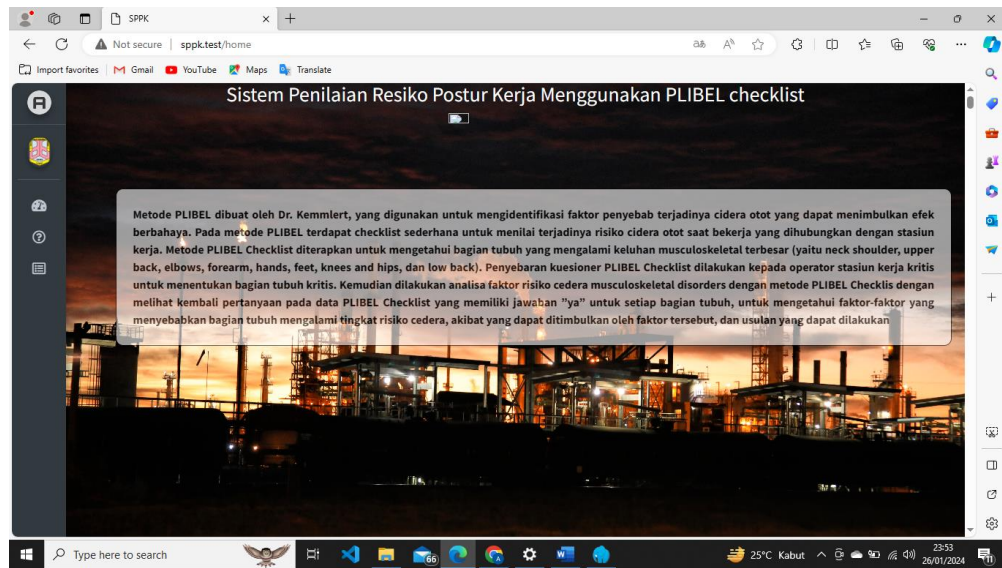 SPPK
Not secure | sppk.test/home
Import favorites Gmail YouTube Maps Translate
Sistem Penilaian Resiko Postur Kerja Menggunakan PLIBEL checklist
Metode PLIBEL dibuat oleh Dr. Kemmlert, yang digunakan untuk mengidentifikasi faktor penyebab terjadinya cidera otot yang dapat menimbulkan efek
berbahaya. Pada metode PLIBEL terdapat checklist sederhana untuk menilai terjadinya risiko cidera otot saat bekerja yang dihubungkan dengan stasiun
kerja. Metode PLIBEL Checklist diterapkan untuk mengetahui bagian tubuh yang mengalami keluhan musculoskeletal terbesar (yaitu neck shoulder, upper
back, elbows, forearm, hands, feet, knees and hips, dan low back). Penyebaran kuesioner PLIBEL Checklist dilakukan kepada operator stasiun kerja kritis
untuk menentukan bagian tubuh kritis. Kemudian dilakukan analisa faktor risiko cedera musculoskeletal disorders dengan metode PLIBEL Checklis dengan
melihat kembali pertanyaan pada data PLIBEL Checklist yang memiliki jawaban "ya" untuk setiap bagian tubuh, untuk mengetahui faktor-faktor yang
menyebabkan bagian tubuh mengalami tingkat risiko cedera, akibat yang dapat ditimbulkan oleh faktor tersebut, dan usulan yang dapat dilakukan
Type here to search
66
25°C Kabut
23:53
26/01/2024
11